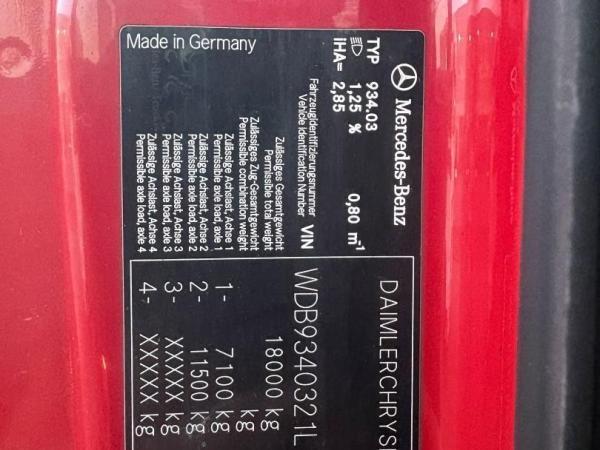 Mercedes-Benz
TYP 934.03
1,25 % 0,80 m-1
IHA= 2,85
DAIMLERCHRYS
Fahrzeugidentifizierungsnummer
Vehicle Identification Number VIN WDB9340321L
Zulässiges Gesamtgewicht
Permissible total weight 18000 kg
Zulässiges Zug-Gesamtgewicht
Permissible combination weight kg
Zulässige Achslast, Achse 1
Permissible axle load, axle 1 1- 7100 kg
Zulässige Achslast, Achse 2
Permissible axle load, axle 2 2- 11500 kg
Zulässige Achslast, Achse 3
Permissible axle load, axle 3 3- XXXXX kg
Zulässige Achslast, Achse 4
Permissible axle load, axle 4 4- XXXXX kg
Made in Germany